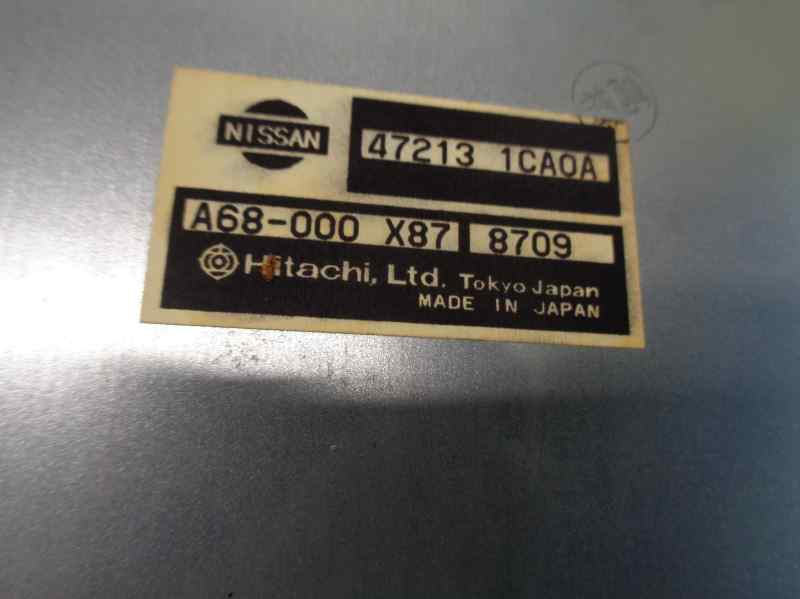 NISSAN
47213 1CA0A
A68-000 X87 8709
Hitachi, Ltd. Tokyo Japan
MADE IN JAPAN